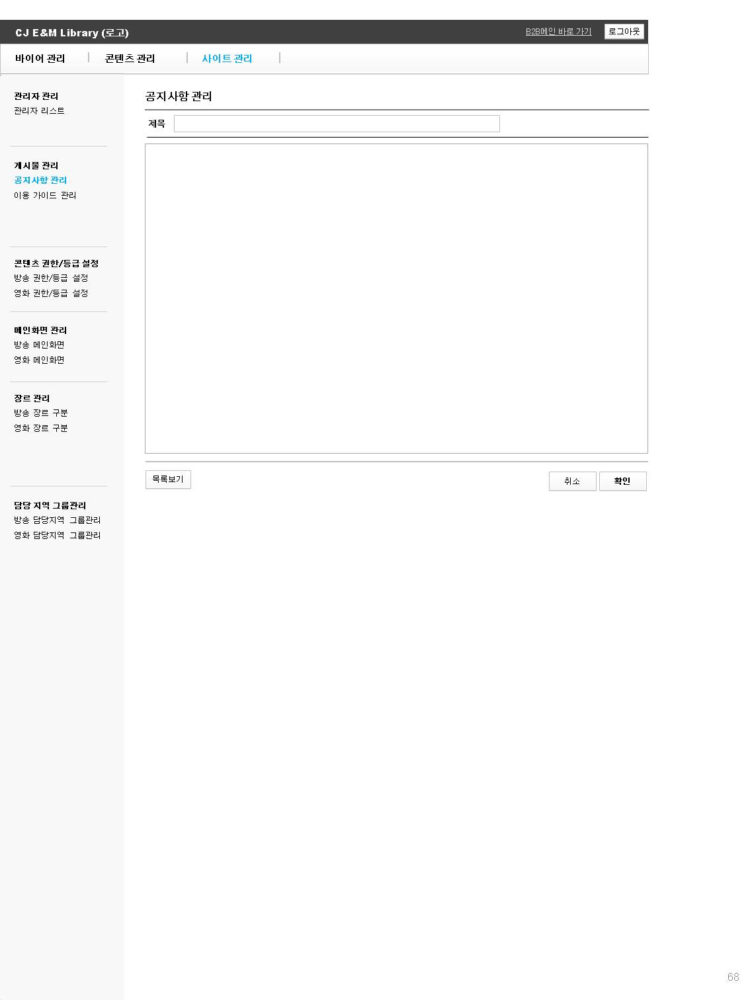 CJ E&M Library (로고)
B2B메인 바로 가기
로그아웃
바이어 관리
콘텐츠 관리
사이트 관리
관리자 관리
관리자 리스트
게시물 관리
공지사항 관리
이용 가이드 관리
콘텐츠 권한/등급 설정
방송 권한/등급 설정
영화 권한/등급 설정
메인화면 관리
방송 메인화면
영화 메인화면
장르 관리
방송 장르 구분
영화 장르 구분
담당 지역 그룹관리
방송 담당지역 그룹관리
영화 담당지역 그룹관리
공지사항 관리
제목
목록보기
취소
확인
68